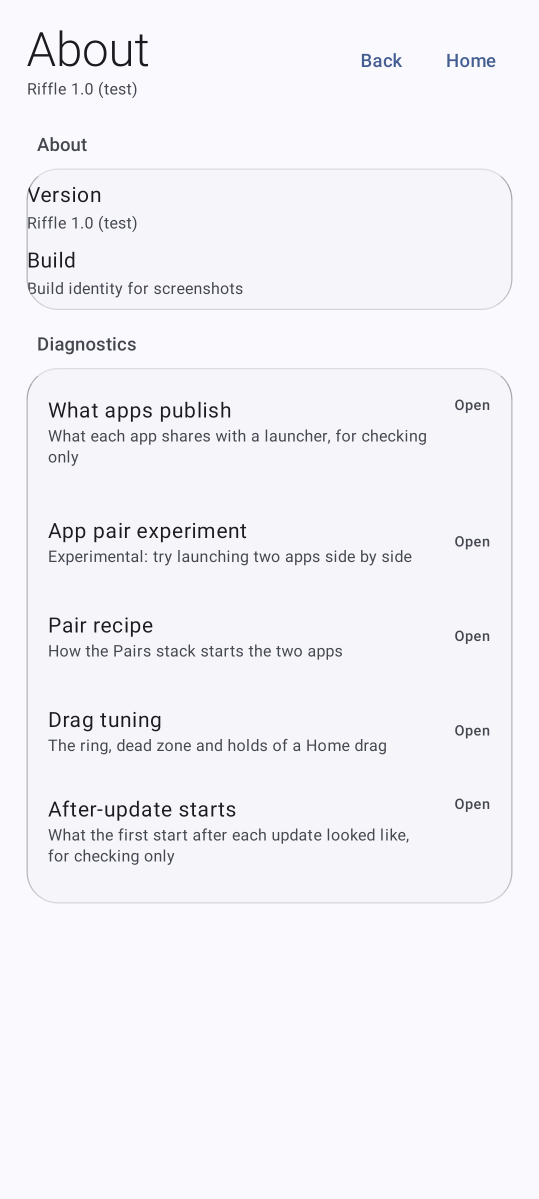 About
Back
Home
Riffle 1.0 (test)
About
Version
Riffle 1.0 (test)
Build
Build identity for screenshots
Diagnostics
What apps publish
Open
What each app shares with a launcher, for checking
only
App pair experiment
Open
Experimental: try launching two apps side by side
Pair recipe
Open
How the Pairs stack starts the two apps
Drag tuning
Open
The ring, dead zone and holds of a Home drag
After-update starts
Open
What the first start after each update looked like,
for checking only